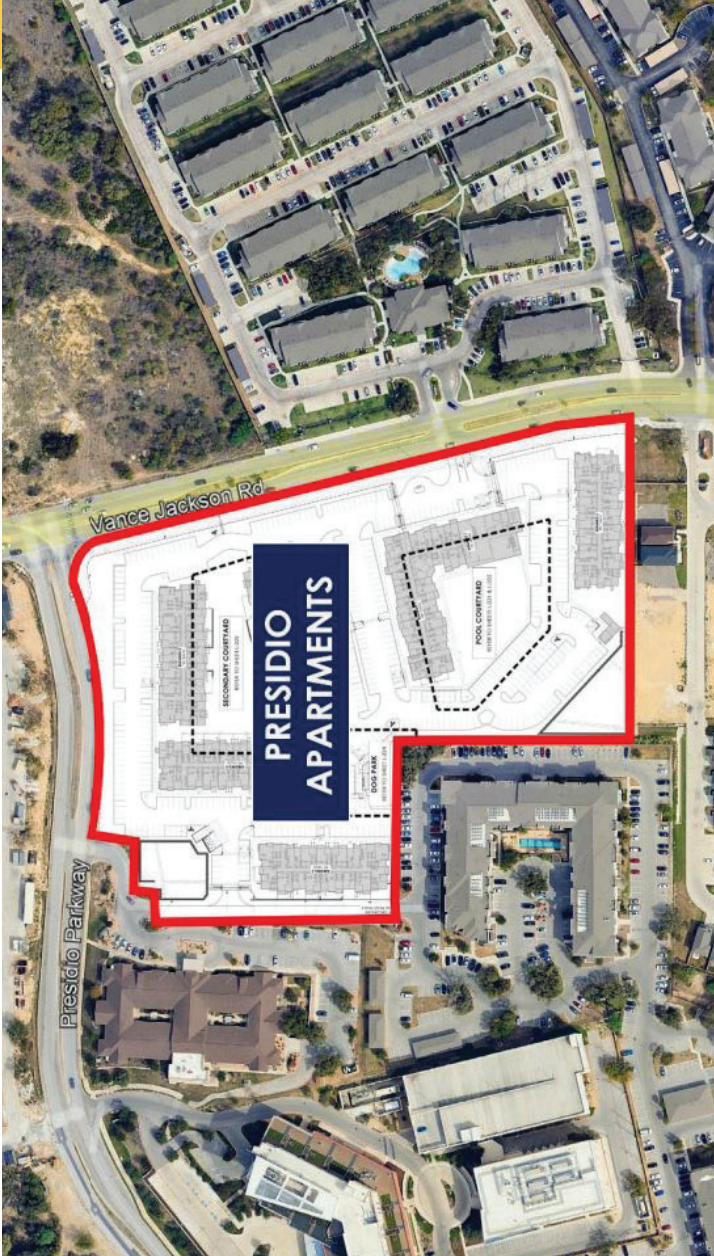 Vance Jackson Rd
PRESIDIO
APARTMENTS
SECONDARY COURTYARD
POOL COURTYARD
DOG PARK
Presidio Parkway